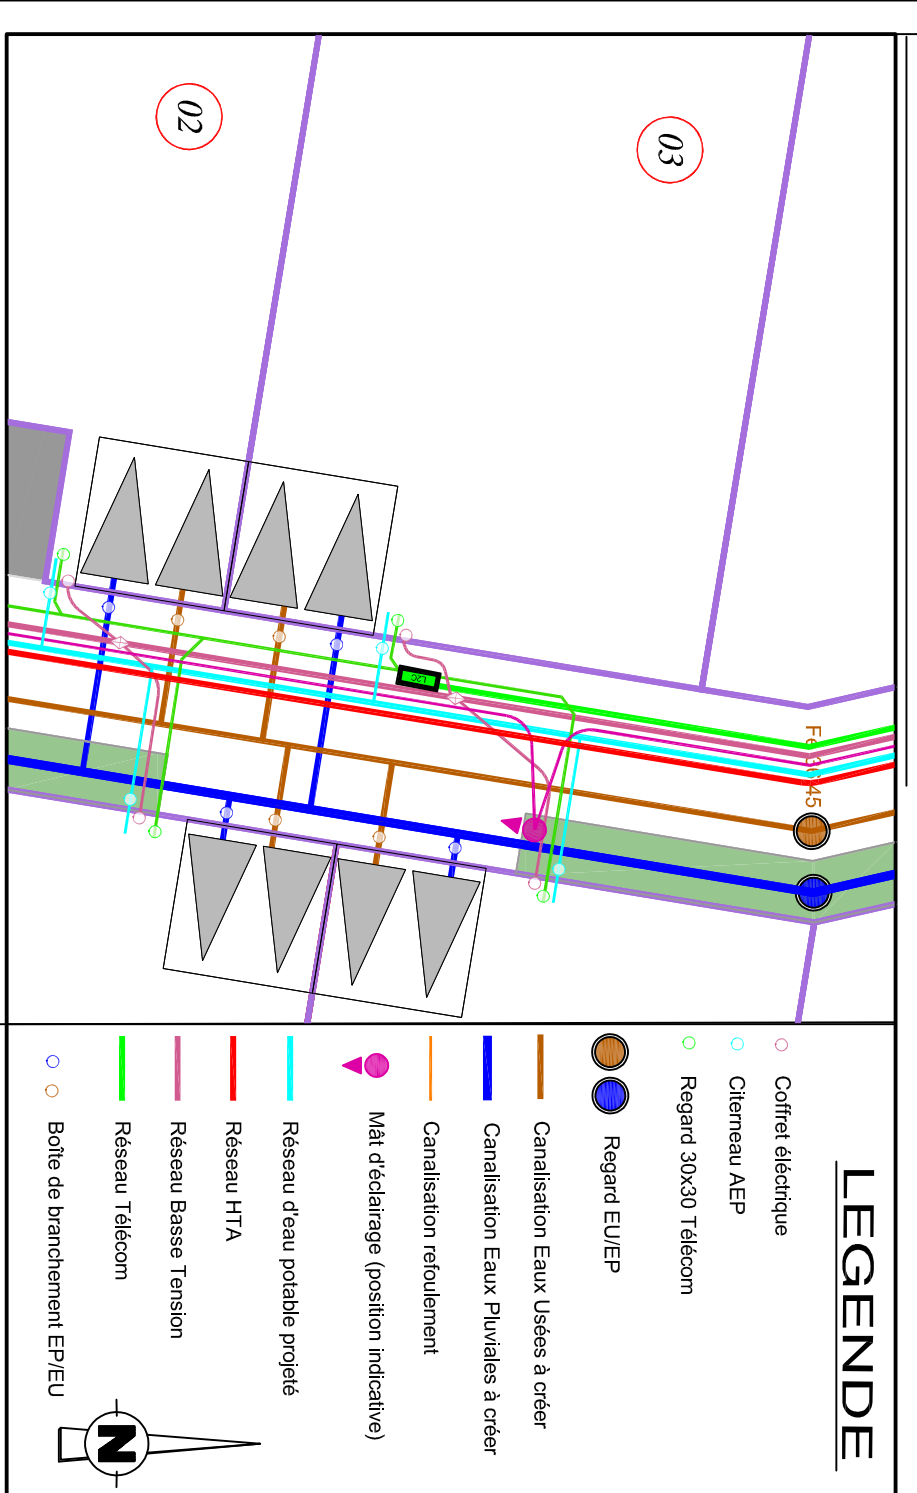 02
03
L2C
LEGENDE
Coffret éléctrique
Citerneau AEP
Regard 30x30 Télécom
Regard EU/EP
Canalisation Eaux Usées à créer
Canalisation Eaux Pluviales à créer
Canalisation refoulement
Mât d'éclairage (position indicative)
Réseau d'eau potable projeté
Réseau HTA
Réseau Basse Tension
Réseau Télécom
Boîte de branchement EP/EU
N